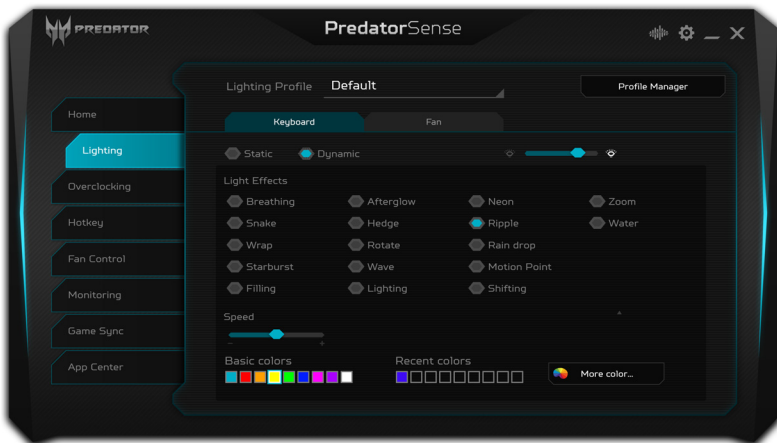 PREDATOR
PredatorSense
Lighting Profile Default
Profile Manager
Home
Lighting
Overclocking
Hotkey
Fan Control
Monitoring
Game Sync
App Center
Keyboard Fan
Static Dynamic
Light Effects
Breathing Afterglow Neon Zoom
Snake Hedge Ripple Water
Wrap Rotate Rain drop
Starburst Wave Motion Point
Filling Lighting Shifting
Speed
- +
Basic colors Recent colors
More color...